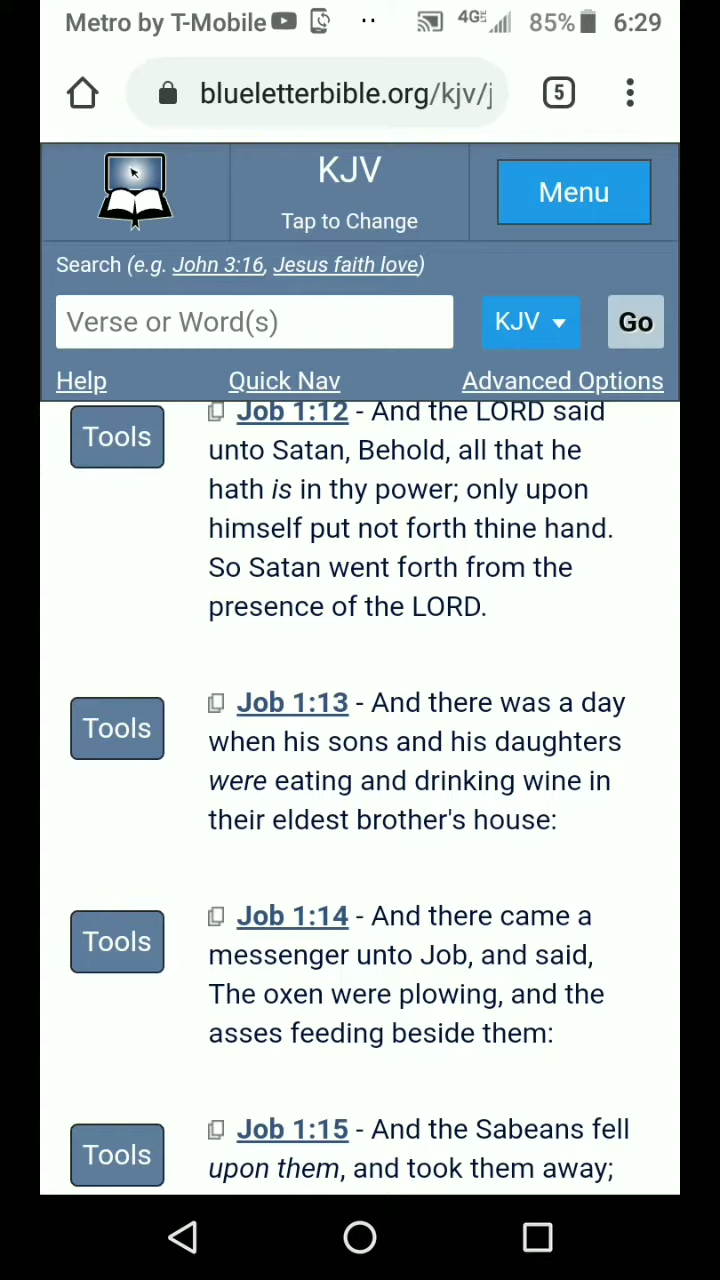 Metro by T-Mobile 4GE 85% 6:29
blueletterbible.org/kjv/j 5
KJV
Tap to Change
Menu
Search (e.g. John 3:16, Jesus faith love)
Verse or Word(s) KJV Go
Help Quick Nav Advanced Options
Tools
Job 1:12 - And the LORD said
unto Satan, Behold, all that he
hath is in thy power; only upon
himself put not forth thine hand.
So Satan went forth from the
presence of the LORD.
Tools
Job 1:13 - And there was a day
when his sons and his daughters
were eating and drinking wine in
their eldest brother's house:
Tools
Job 1:14 - And there came a
messenger unto Job, and said,
The oxen were plowing, and the
asses feeding beside them:
Tools
Job 1:15 - And the Sabeans fell
upon them, and took them away;